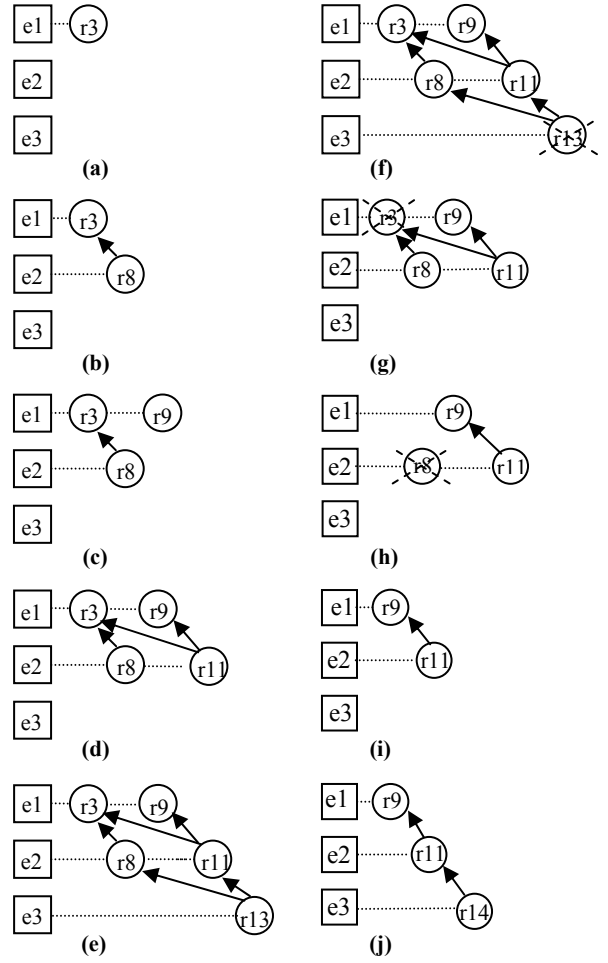 e1 r3
e2
e3
(a)
e1 r3
e2 r8
e3
(b)
e1 r3 r9
e2 r8
e3
(c)
e1 r3 r9
e2 r8 r11
e3
(d)
e1 r3 r9
e2 r8 r11
e3 r13
(e)
e1 r3 r9
e2 r8 r11
e3 r13
(f)
e1 r3 r9
e2 r8 r11
e3
(g)
e1 r9
e2 r8 r11
e3
(h)
e1 r9
e2 r11
e3
(i)
e1 r9
e2 r11
e3 r14
(j)